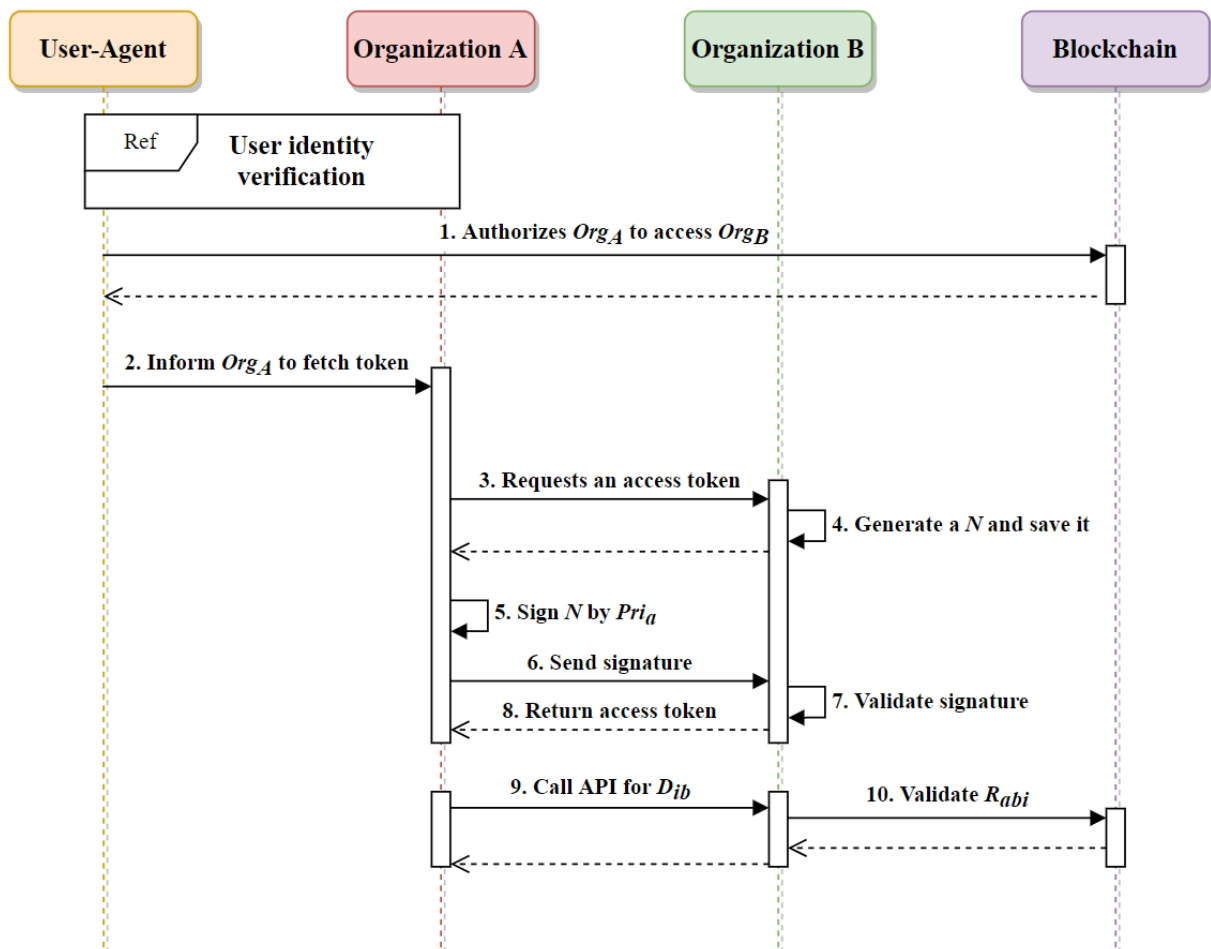 User-Agent
Organization A
Organization B
Blockchain
Ref
User identity
verification
1. Authorizes OrgA to access OrgB
2. Inform OrgA to fetch token
3. Requests an access token
4. Generate a N and save it
5. Sign N by Pria
6. Send signature
7. Validate signature
8. Return access token
9. Call API for Dib
10. Validate Rabi